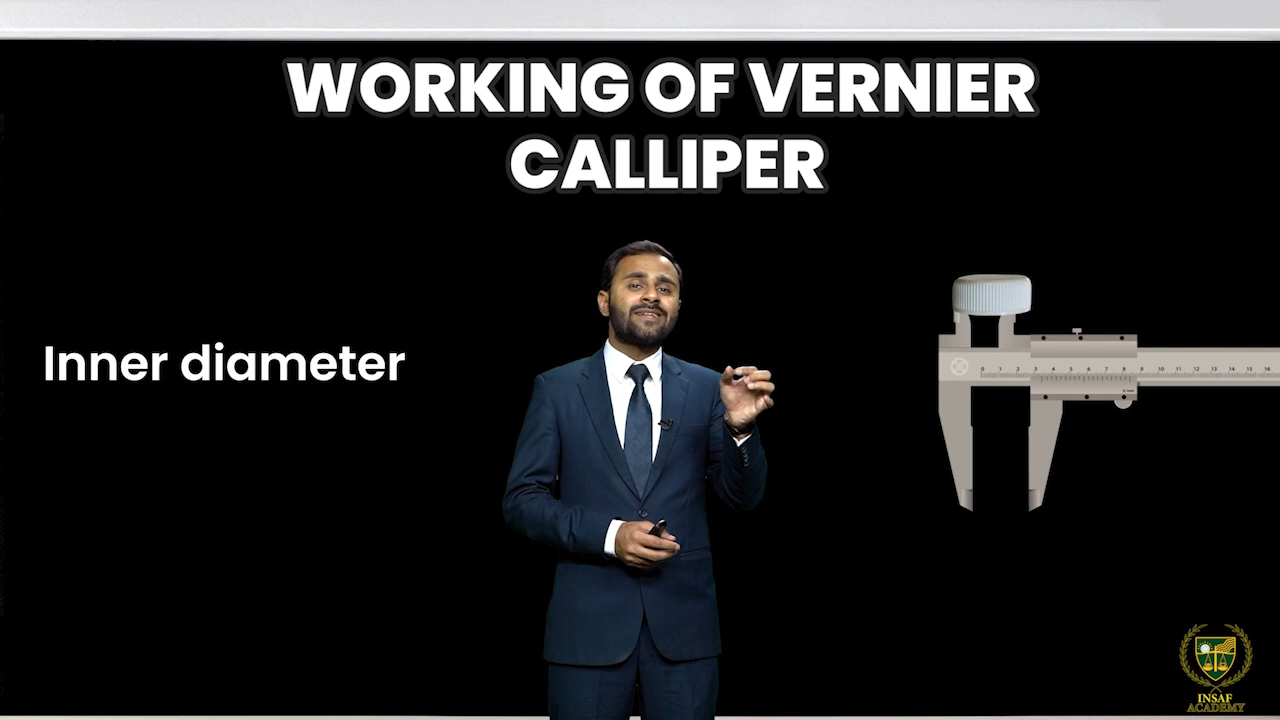 WORKING OF VERNIER
CALLIPER
Inner diameter
0 1 2 3 4 5 6 7 8 9 10 11 12 13 14 15 16
INSAF
ACADEMY